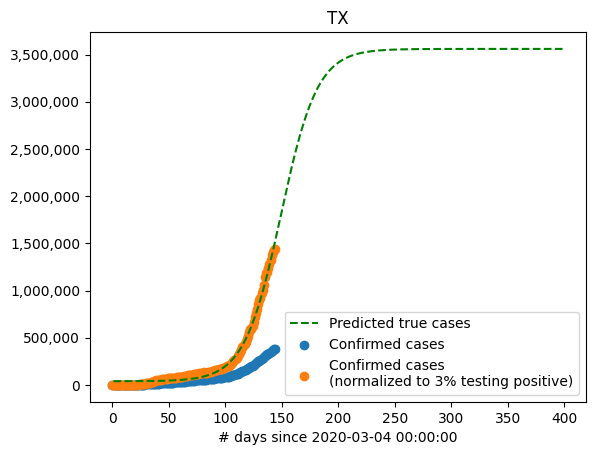 TX
3,500,000
3,000,000
2,500,000
2,000,000
1,500,000
1,000,000
500,000
0
Predicted true cases
Confirmed cases
Confirmed cases
(normalized to 3% testing positive)
0 50 100 150 200 250 300 350 400
# days since 2020-03-04 00:00:00